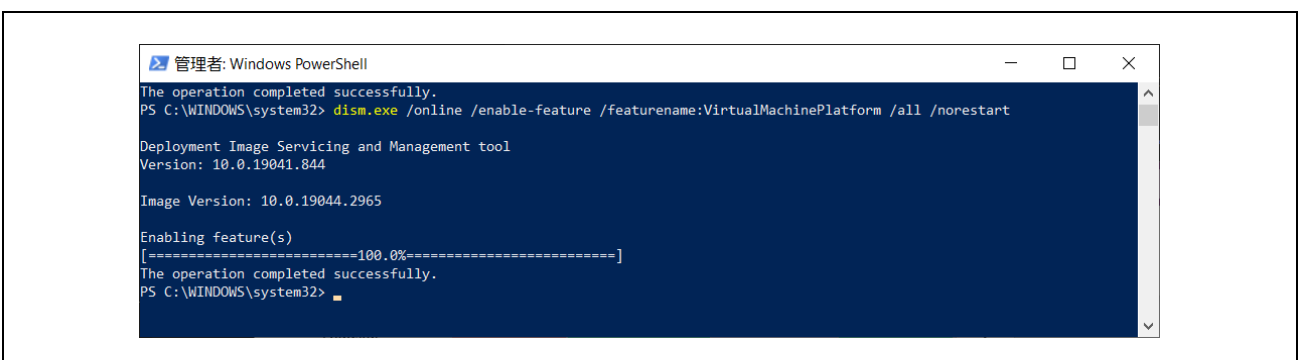 管理者: Windows PowerShell
The operation completed successfully.
PS C:\WINDOWS\system32> dism.exe /online /enable-feature /featurename:VirtualMachinePlatform /all /norestart
Deployment Image Servicing and Management tool
Version: 10.0.19041.844
Image Version: 10.0.19044.2965
Enabling feature(s)
[==========================100.0%==========================]
The operation completed successfully.
PS C:\WINDOWS\system32>